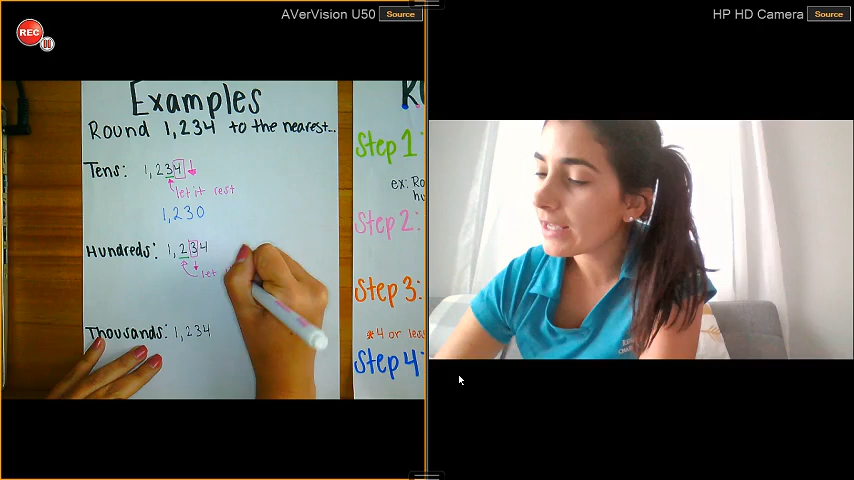 AVerVision U50
Source
HP HD Camera
Source
REC
Examples
Round 1,234 to the nearest...
Tens: 1,234
let it rest
1,230
Hundreds: 1,234
let
Thousands: 1,234
Step 1:
ex: Ro
Step 2:
Step 3:
*4 or less
Step 4: